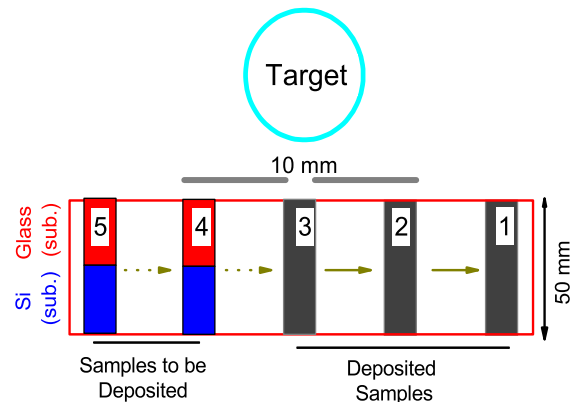 Target
10 mm
Glass
(sub.)
Si
(sub.)
5
4
3
2
1
50 mm
Samples to be
Deposited
Deposited
Samples